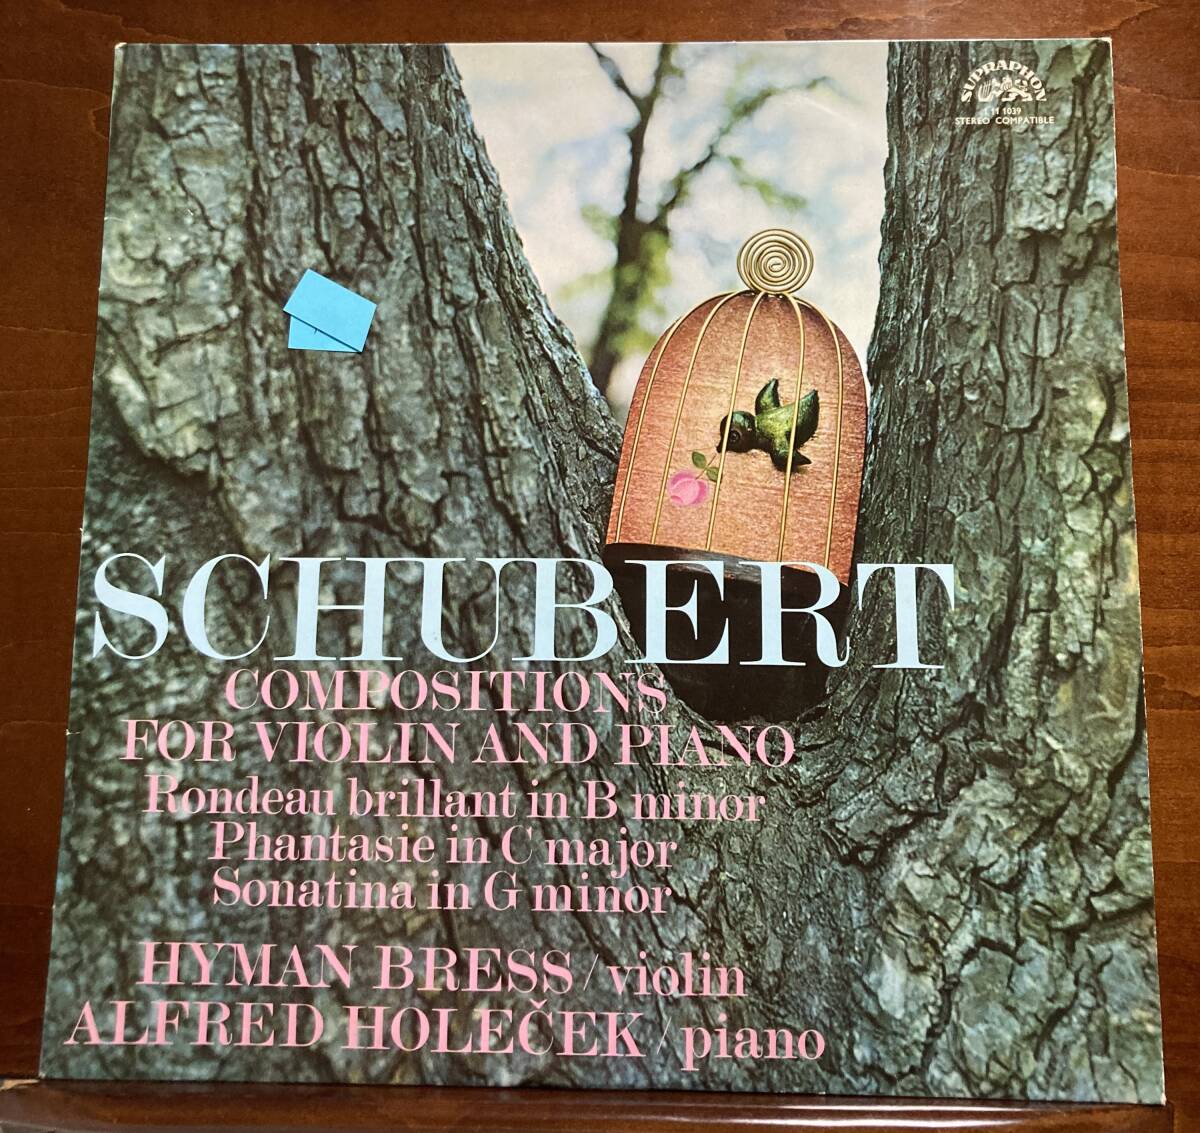 SUPRAPHON
1 11 1039
STEREO COMPATIBLE
SCHUBERT
COMPOSITIONS
FOR VIOLIN AND PIANO
Rondeau brillant in B minor
Phantasie in C major
Sonatina in G minor
HYMAN BRESS / violin
ALFRED HOLEČEK / piano